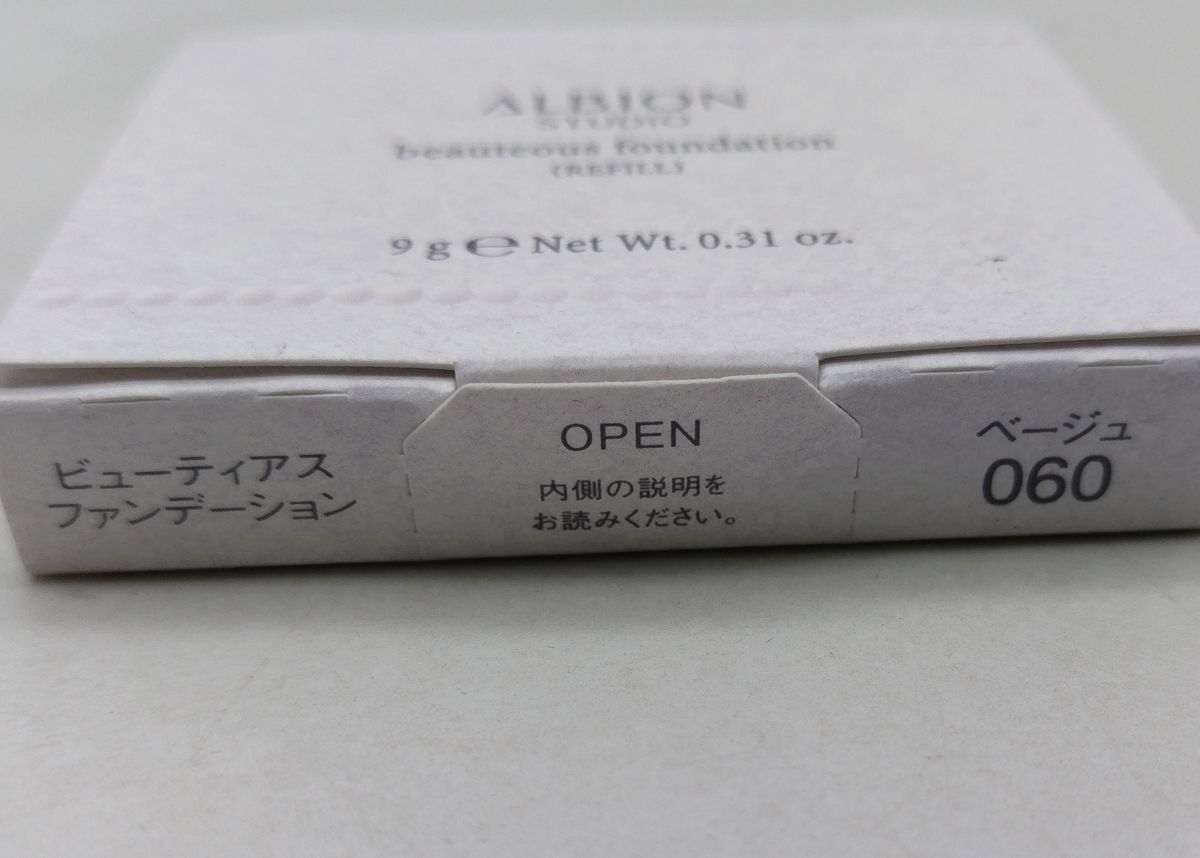 ALBION
STUDIO
beauteous foundation
(REFILL)
9 g ℮ Net Wt. 0.31 oz.
ビューティアス
ファンデーション
OPEN
内側の説明を
お読みください。
ベージュ
060